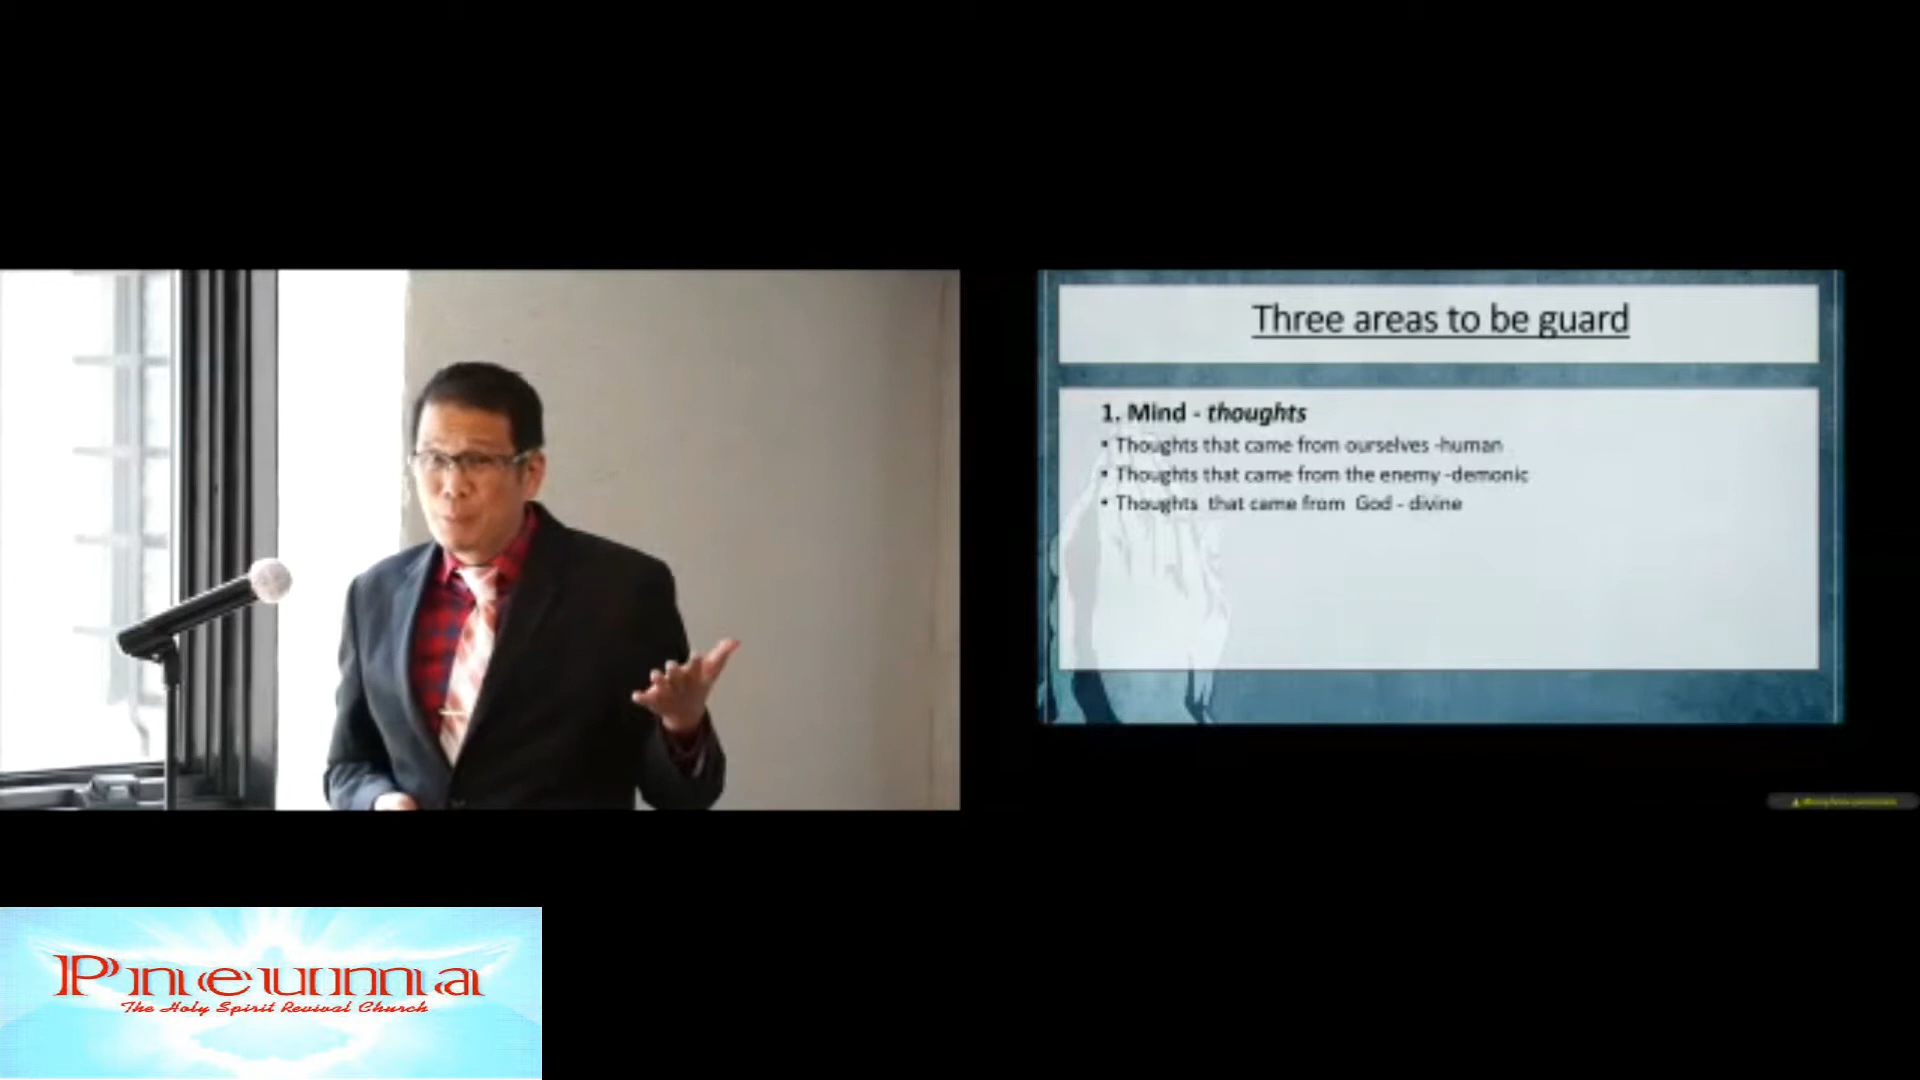 Three areas to be guard
1. Mind - thoughts
• Thoughts that came from ourselves -human
• Thoughts that came from the enemy -demonic
• Thoughts that came from God - divine
Pneuma
The Holy Spirit Revival Church